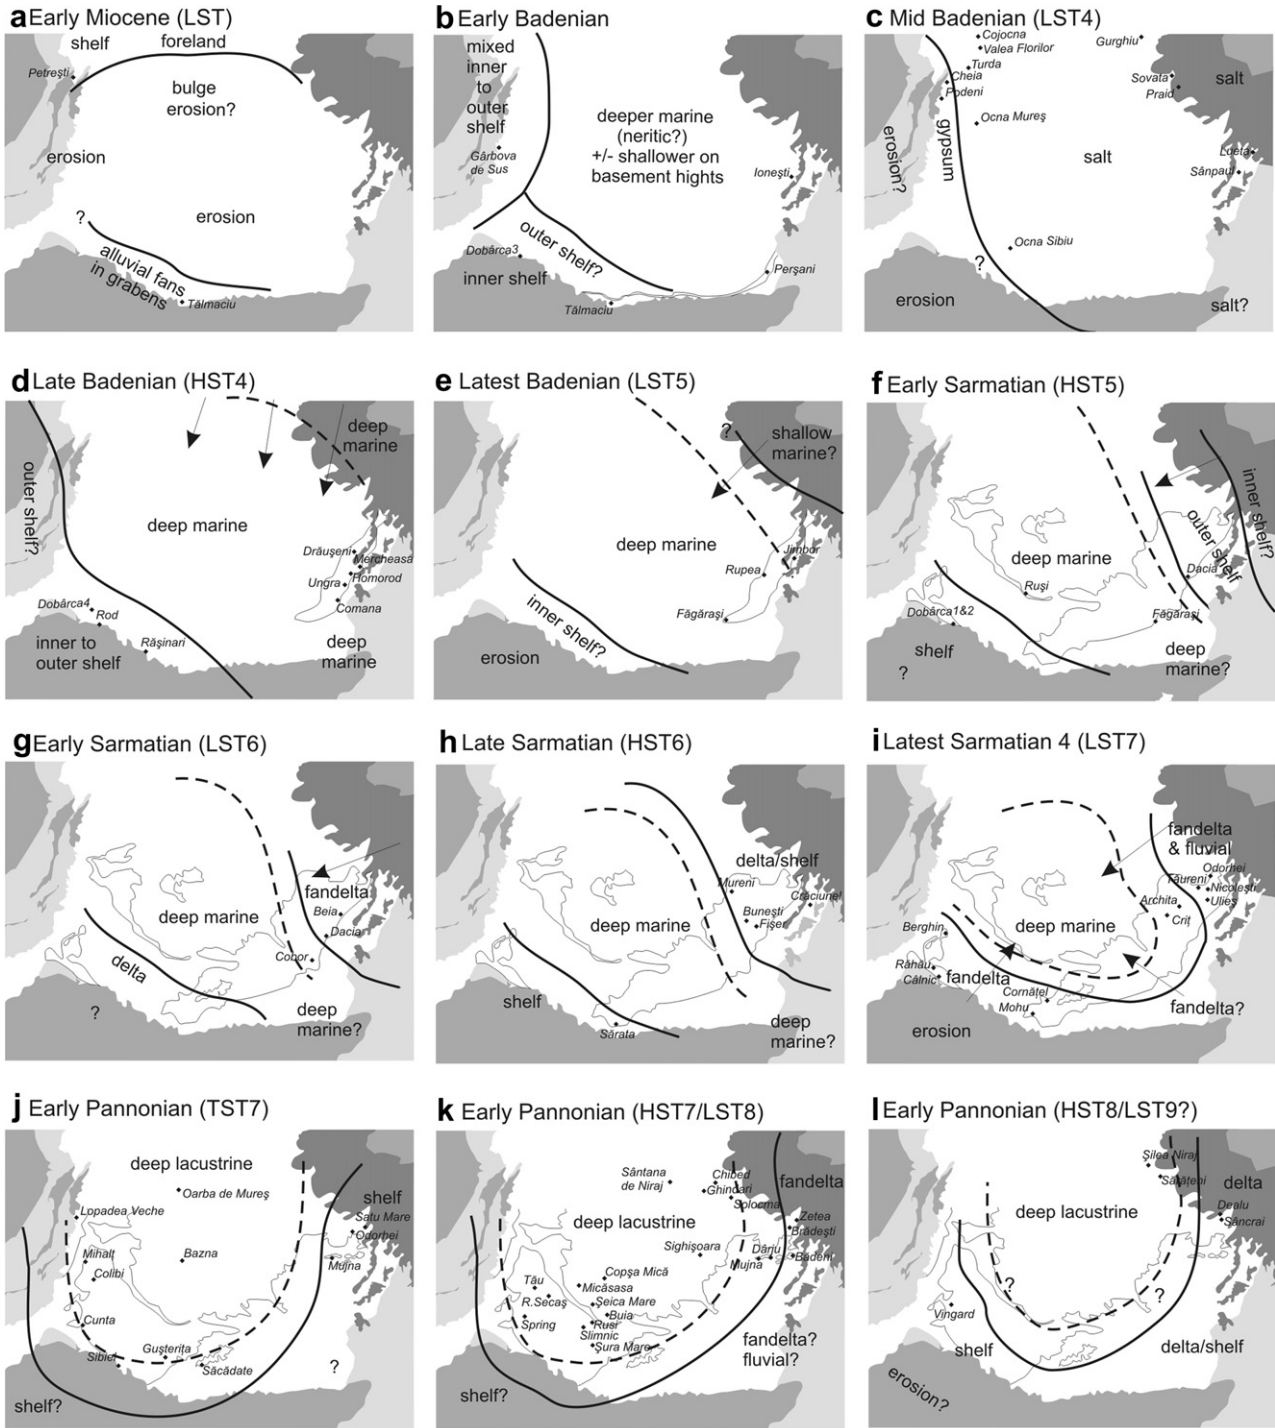 a Early Miocene (LST)
shelf
foreland
Petreşti
bulge
erosion?
erosion
erosion
?
alluvial fans
in grabens
Tălmaciu
b Early Badenian
mixed
inner
to
outer
shelf
deeper marine
(neritic?)
+/- shallower on
basement hights
Gârbova
de Sus
Ioneşti
outer shelf?
Dobârca3
inner shelf
Perşani
Tălmaciu
c Mid Badenian (LST4)
Cojocna
Valea Florilor
Gurghiu
Turda
Cheia
Podeni
Sovata
Praid
salt
Ocna Mureş
erosion?
gypsum
salt
Lueta
Sânpaul
Ocna Sibiu
?
erosion
salt?
d Late Badenian (HST4)
deep
marine
outer shelf?
deep marine
Drăuşeni
Mercheasa
Homorod
Ungra
Comana
Dobârca4
Rod
Răşinari
inner to
outer shelf
deep
marine
e Latest Badenian (LST5)
?
shallow
marine?
deep marine
Jimbor
Rupea
Făgăraşi
inner shelf?
erosion
f Early Sarmatian (HST5)
inner shelf?
outer shelf
deep marine
Ruşi
Dacia
Dobârca1&2
Făgăraşi
shelf
?
deep
marine?
g Early Sarmatian (LST6)
fandelta
Beia
deep marine
Dacia
Cobor
delta
?
deep
marine?
h Late Sarmatian (HST6)
delta/shelf
Mureni
Crăciunel
Buneşti
Fişer
deep marine
shelf
Sărata
deep
marine?
i Latest Sarmatian 4 (LST7)
fandelta
& fluvial
Odorhei
Tăureni
Nicoleşti
Ulieş
Archita
Criţ
deep marine
Berghin
Răhău
Câlnic
fandelta
Cornăţel
Mohu
fandelta?
erosion
j Early Pannonian (TST7)
deep lacustrine
Oarba de Mureş
shelf
Lopadea Veche
Satu Mare
Odorhei
Mihalţ
Bazna
Mujna
Colibi
Cunta
Guşteriţa
Sibiel
Săcădate
?
shelf?
k Early Pannonian (HST7/LST8)
Sântana
de Niraj
Chibed
Ghindari
Solocma
fandelta
deep lacustrine
Zetea
Brădeşti
Sighişoara
Dârju
Mujna
Bădeni
Copşa Mică
Tău
Micăsasa
R.Secaş
Şeica Mare
Buia
Spring
Rusi
Slimnic
Şura Mare
fandelta?
fluvial?
shelf?
l Early Pannonian (HST8/LST9?)
Şilea Niraj
Sărăţeni
delta
Dealu
Sâncrai
deep lacustrine
?
?
Vingard
shelf
delta/shelf
erosion?